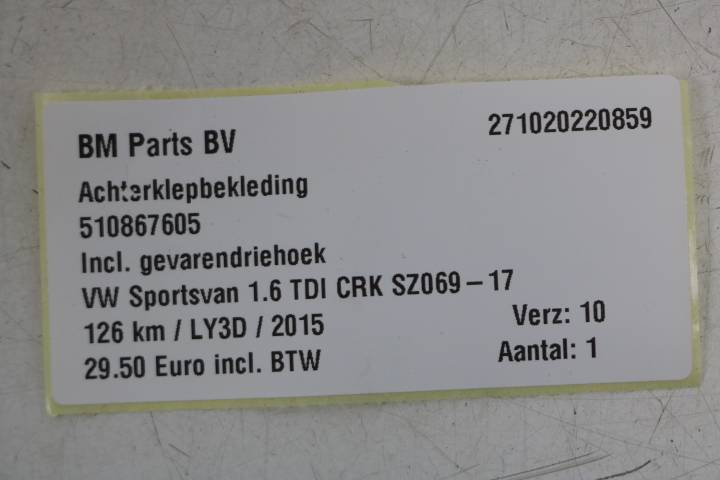 BM Parts BV 271020220859
Achterklepbekleding
510867605
Incl. gevarendriehoek
VW Sportsvan 1.6 TDI CRK SZ069-17
126 km / LY3D / 2015 Verz: 10
29.50 Euro incl. BTW Aantal: 1